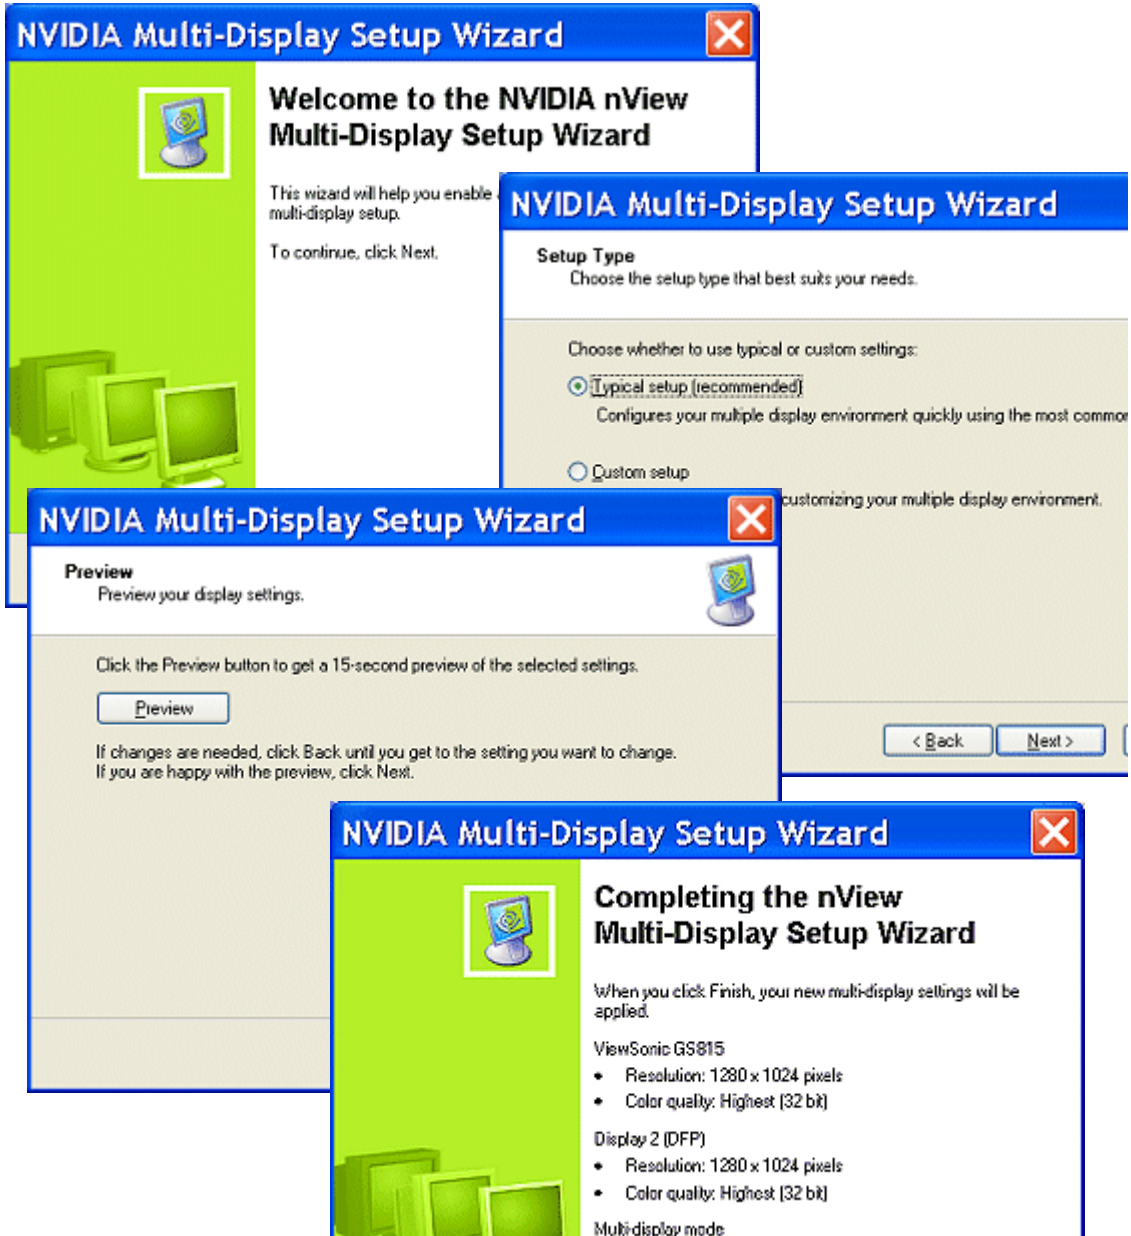 NVIDIA Multi-Display Setup Wizard
Welcome to the NVIDIA nView
Multi-Display Setup Wizard
This wizard will help you enable
multi-display setup.
To continue, click Next.
NVIDIA Multi-Display Setup Wizard
Setup Type
Choose the setup type that best suits your needs.
Choose whether to use typical or custom settings:
Typical setup (recommended)
Configures your multiple display environment quickly using the most common
Custom setup
customizing your multiple display environment.
< Back
Next >
NVIDIA Multi-Display Setup Wizard
Preview
Preview your display settings.
Click the Preview button to get a 15-second preview of the selected settings.
Preview
If changes are needed, click Back until you get to the setting you want to change.
If you are happy with the preview, click Next.
NVIDIA Multi-Display Setup Wizard
Completing the nView
Multi-Display Setup Wizard
When you click Finish, your new multi-display settings will be
applied.
ViewSonic GS815
• Resolution: 1280 x 1024 pixels
• Color quality: Highest (32 bit)
Display 2 (DFP)
• Resolution: 1280 x 1024 pixels
• Color quality: Highest (32 bit)
Multi-display mode